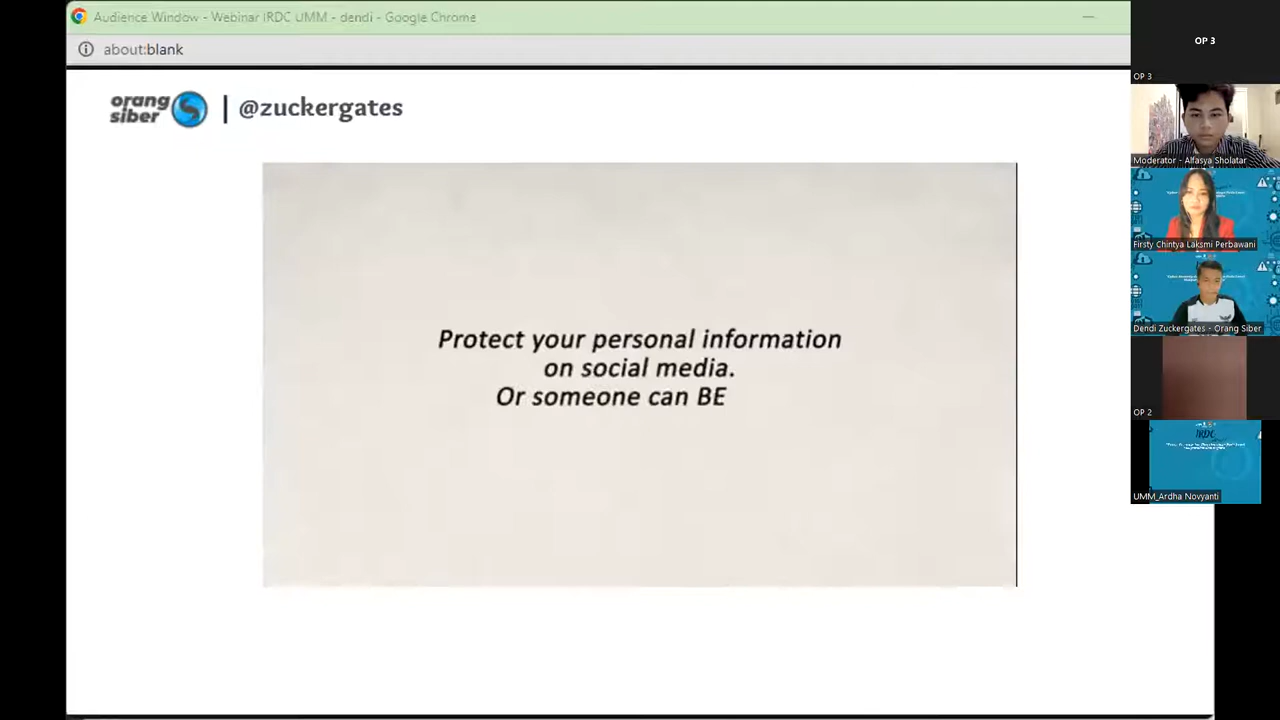 Audience Window - Webinar iRDC UMM - dendi - Google Chrome
about:blank
orang
siber
| @zuckergates
Protect your personal information
on social media.
Or someone can BE
OP 3
OP 3
Moderator - Alfasya Sholatar
Firsty Chintya Laksmi Perbawani
Dendi Zuckergates - Orang Siber
OP 2
IRDC
UMM_Ardha Novyanti